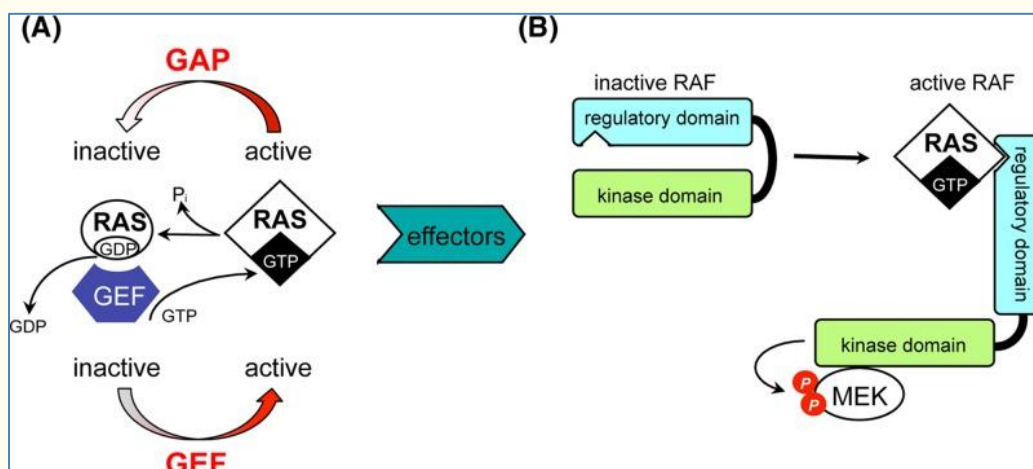 (A)
GAP
inactive
active
P i
RAS
GDP
GEF
GDP
GTP
RAS
GTP
effectors
inactive
active
GEF
(B)
inactive RAF
regulatory domain
kinase domain
active RAF
RAS
GTP
regulatory domain
kinase domain
P
P
MEK